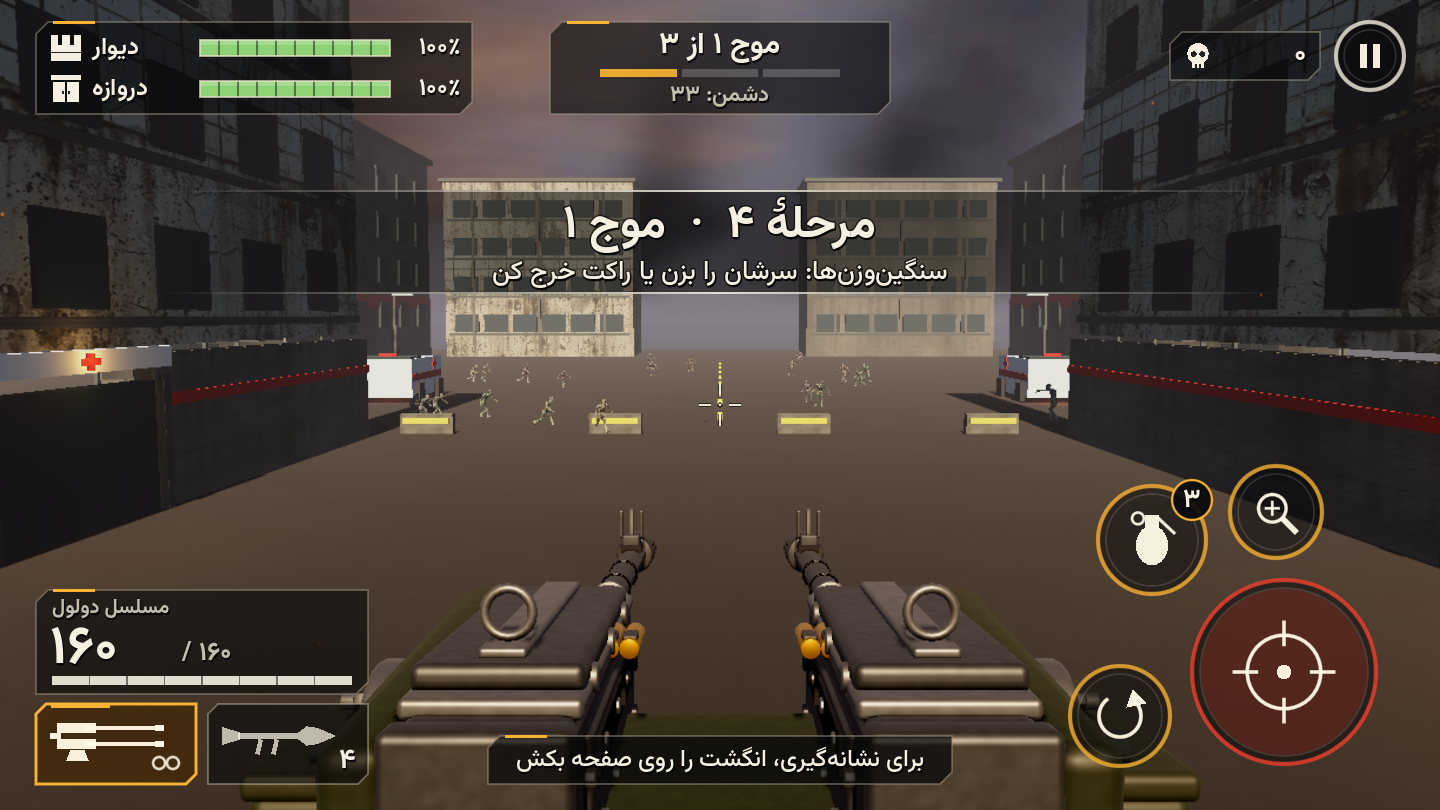 دیوار ۱۰۰٪
دروازه ۱۰۰٪
موج ۱ از ۳
دشمن: ۳۳
۰
مرحلهٔ ۴ · موج ۱
سنگین‌وزن‌ها: سرشان را بزن یا راکت خرج کن
۳
مسلسل دولول
۱۶۰ / ۱۶۰
∞
۴
برای نشانه‌گیری، انگشت را روی صفحه بکش